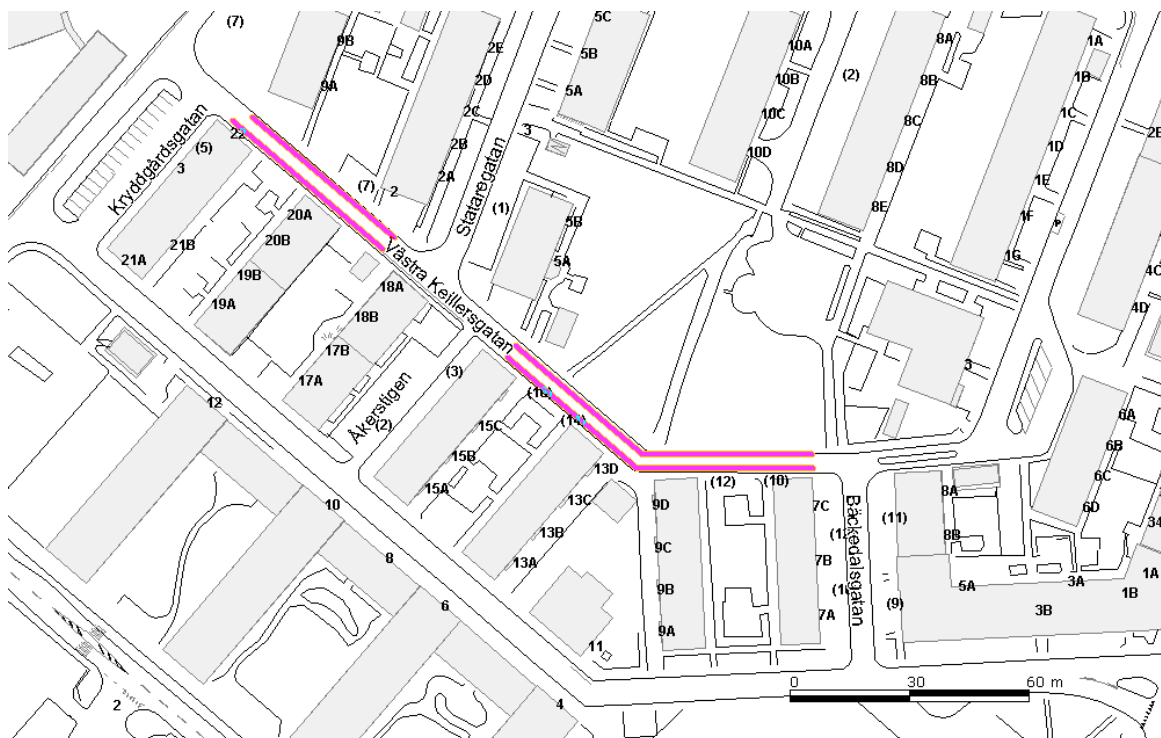 (7)
9B
9A
2E
2D
2C
2B
2A
5C
5B
5A
3
10A
10B
10C
10D
(2)
8A
8B
8C
8D
8E
1A
1B
1C
1D
1E
1F
1G
P
2E
4C
4D
Kryddgårdsgatan
22
(5)
3
(7)
2
Stataregatan
(1)
5B
5A
21B
21A
20A
20B
19B
19A
18A
18B
17B
17A
Västra Keillersgatan
3
12
Åkerstigen
(2)
(3)
15C
15B
15A
(16)
(14)
13D
13C
13B
13A
(12)
(10)
9D
9C
9B
9A
7C
7B
7A
Bäckedalsgatan
(11)
(9)
8A
8B
6A
6B
6C
6D
34
5A
3A
3B
1A
1B
10
8
6
4
2
11
0 30 60 m